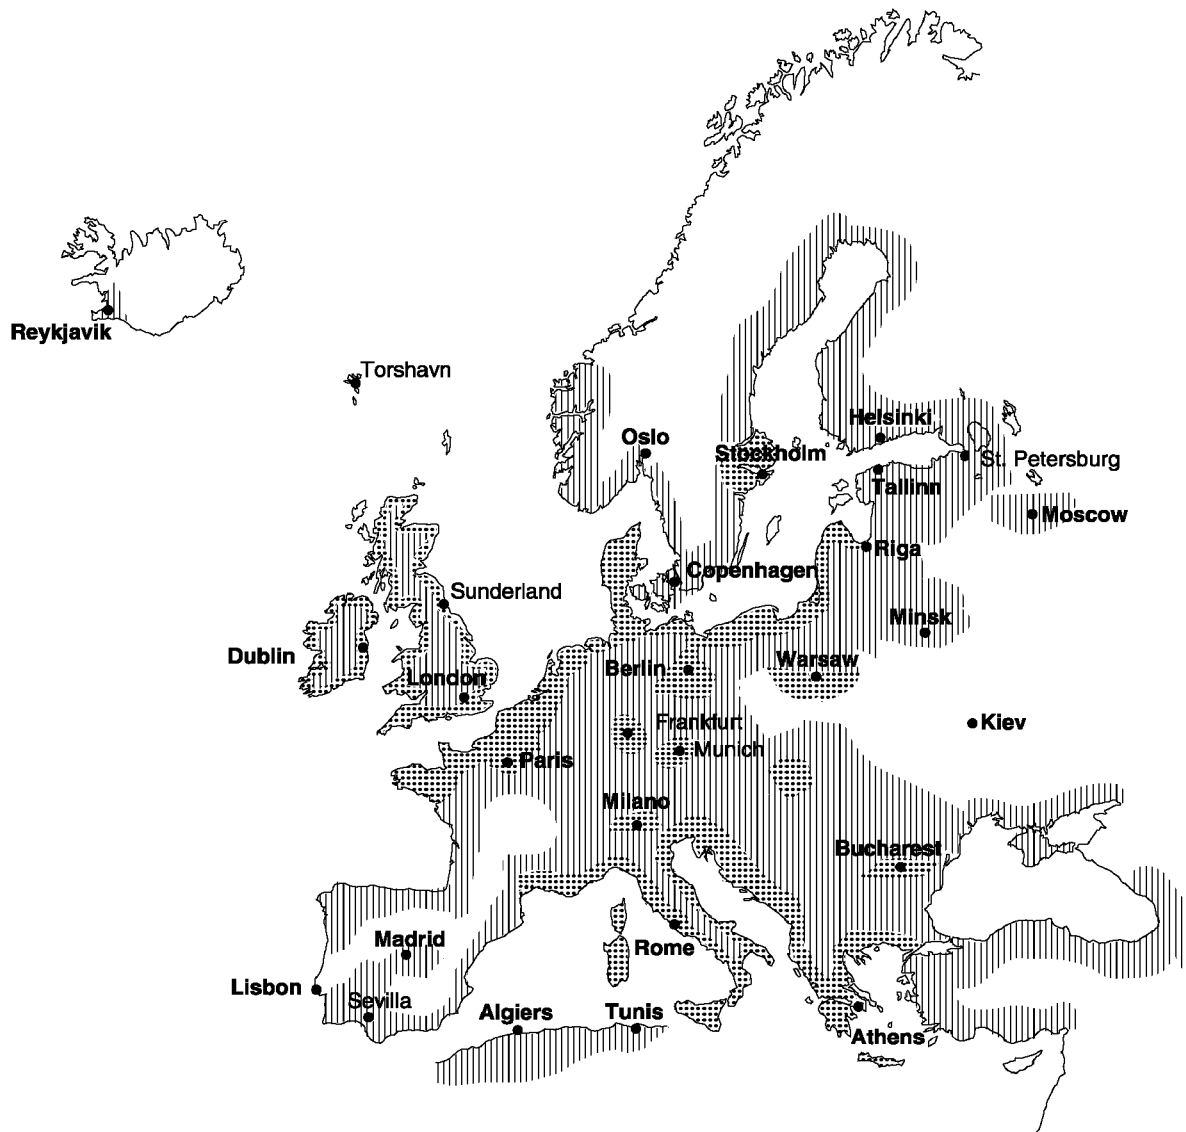 Reykjavik
Torshavn
Helsinki
Oslo
Stockholm
St. Petersburg
Tallinn
Moscow
Riga
Copenhagen
Sunderland
Minsk
Dublin
Warsaw
Berlin
London
Frankfurt
Kiev
Munich
Paris
Milano
Bucharest
Madrid
Rome
Lisbon
Sevilla
Algiers
Tunis
Athens